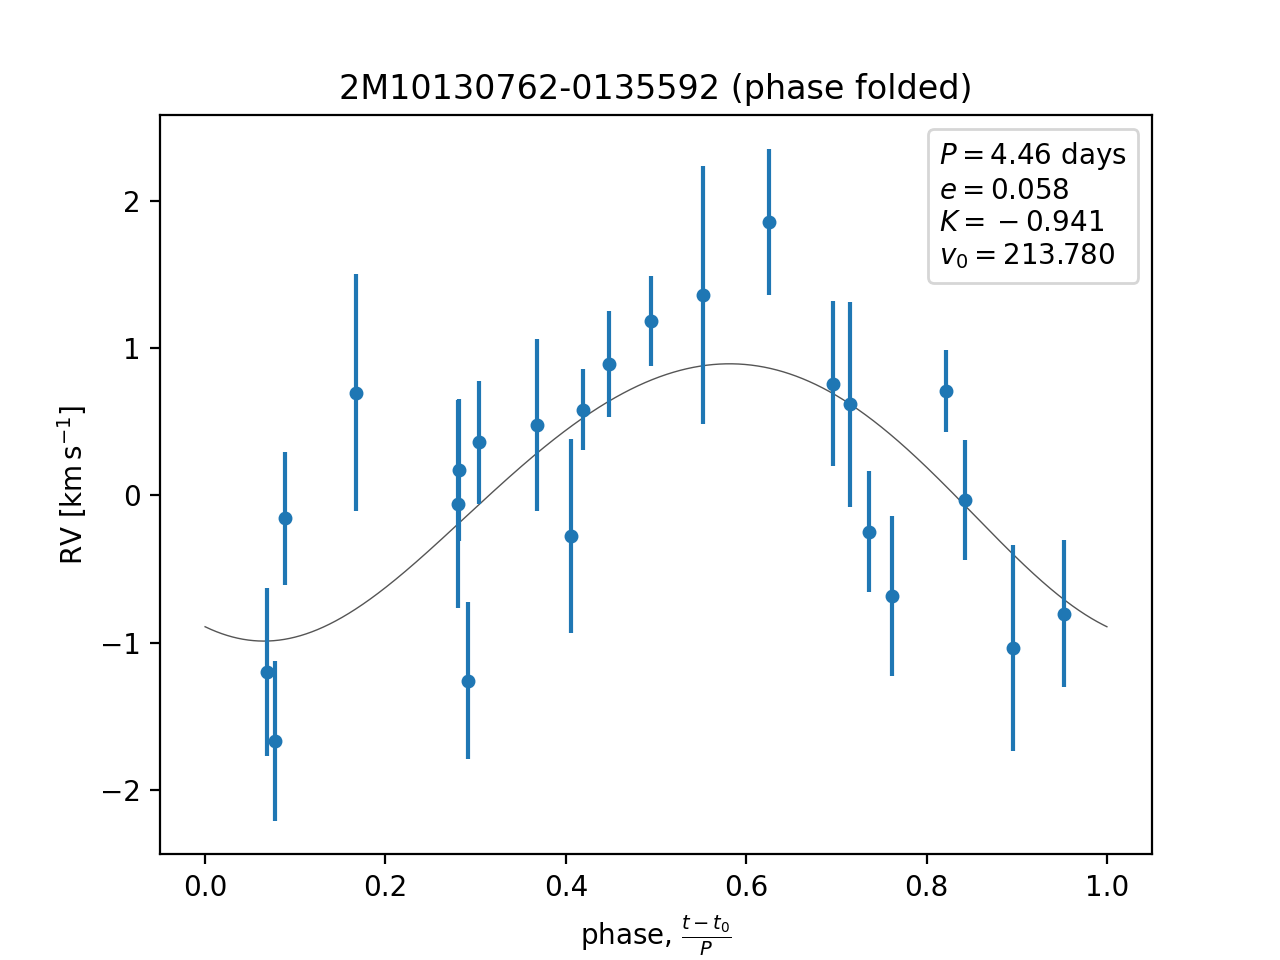 2M10130762-0135592 (phase folded)
P = 4.46 days
e = 0.058
K = −0.941
v₀ = 213.780
RV [km s⁻¹]
2
1
0
−1
−2
0.0 0.2 0.4 0.6 0.8 1.0
phase, (t − t₀)/P